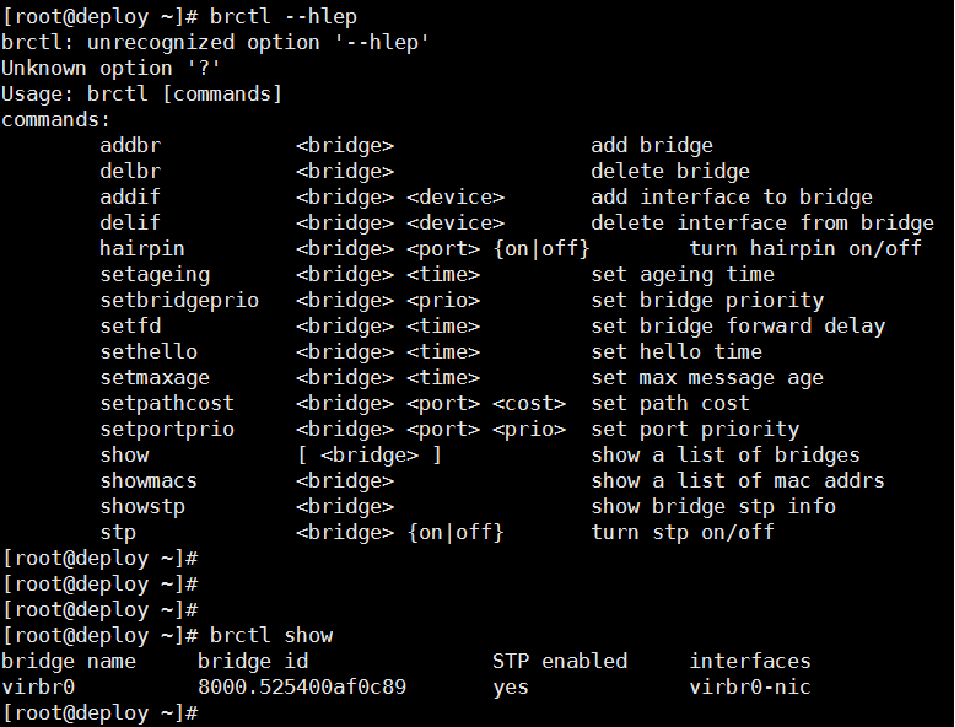 [root@deploy ~]# brctl --hlep
brctl: unrecognized option '--hlep'
Unknown option '?'
Usage: brctl [commands]
commands:
        addbr           <bridge>                add bridge
        delbr           <bridge>                delete bridge
        addif           <bridge> <device>       add interface to bridge
        delif           <bridge> <device>       delete interface from bridge
        hairpin         <bridge> <port> {on|off}        turn hairpin on/off
        setageing       <bridge> <time>         set ageing time
        setbridgeprio   <bridge> <prio>         set bridge priority
        setfd           <bridge> <time>         set bridge forward delay
        sethello        <bridge> <time>         set hello time
        setmaxage       <bridge> <time>         set max message age
        setpathcost     <bridge> <port> <cost>  set path cost
        setportprio     <bridge> <port> <prio>  set port priority
        show            [ <bridge> ]            show a list of bridges
        showmacs        <bridge>                show a list of mac addrs
        showstp         <bridge>                show bridge stp info
        stp             <bridge> {on|off}       turn stp on/off
[root@deploy ~]#
[root@deploy ~]#
[root@deploy ~]#
[root@deploy ~]# brctl show
bridge name     bridge id               STP enabled     interfaces
virbr0          8000.525400af0c89       yes             virbr0-nic
[root@deploy ~]#